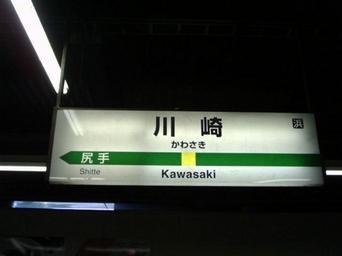 川崎
浜
かわさき
尻手
Shitte
Kawasaki